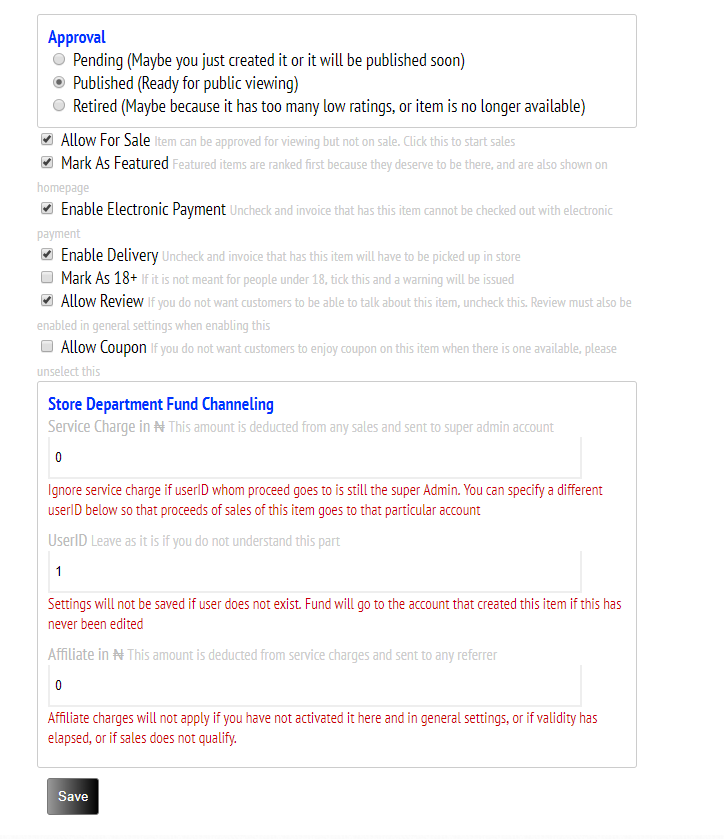 Approval
Pending (Maybe you just created it or it will be published soon)
Published (Ready for public viewing)
Retired (Maybe because it has too many low ratings, or item is no longer available)
Allow For Sale Item can be approved for viewing but not on sale. Click this to start sales
Mark As Featured Featured items are ranked first because they deserve to be there, and are also shown on
homepage
Enable Electronic Payment Uncheck and invoice that has this item cannot be checked out with electronic
payment
Enable Delivery Uncheck and invoice that has this item will have to be picked up in store
Mark As 18+ If it is not meant for people under 18, tick this and a warning will be issued
Allow Review If you do not want customers to be able to talk about this item, uncheck this. Review must also be
enabled in general settings when enabling this
Allow Coupon If you do not want customers to enjoy coupon on this item when there is one available, please
unselect this
Store Department Fund Channeling
Service Charge in ₦ This amount is deducted from any sales and sent to super admin account
0
Ignore service charge if userID whom proceed goes to is still the super Admin. You can specify a different
userID below so that proceeds of sales of this item goes to that particular account
UserID Leave as it is if you do not understand this part
1
Settings will not be saved if user does not exist. Fund will go to the account that created this item if this has
never been edited
Affiliate in ₦ This amount is deducted from service charges and sent to any referrer
0
Affiliate charges will not apply if you have not activated it here and in general settings, or if validity has
elapsed, or if sales does not qualify.
Save